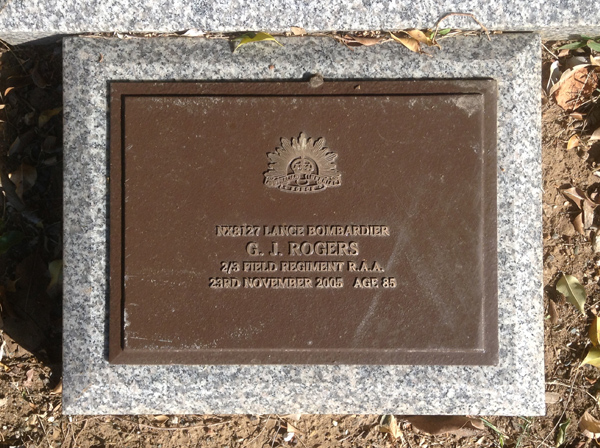 NX8127 LANCE BOMBARDIER
G. J. ROGERS
2/3 FIELD REGIMENT R.A.A.
23RD NOVEMBER 2005 AGE 85